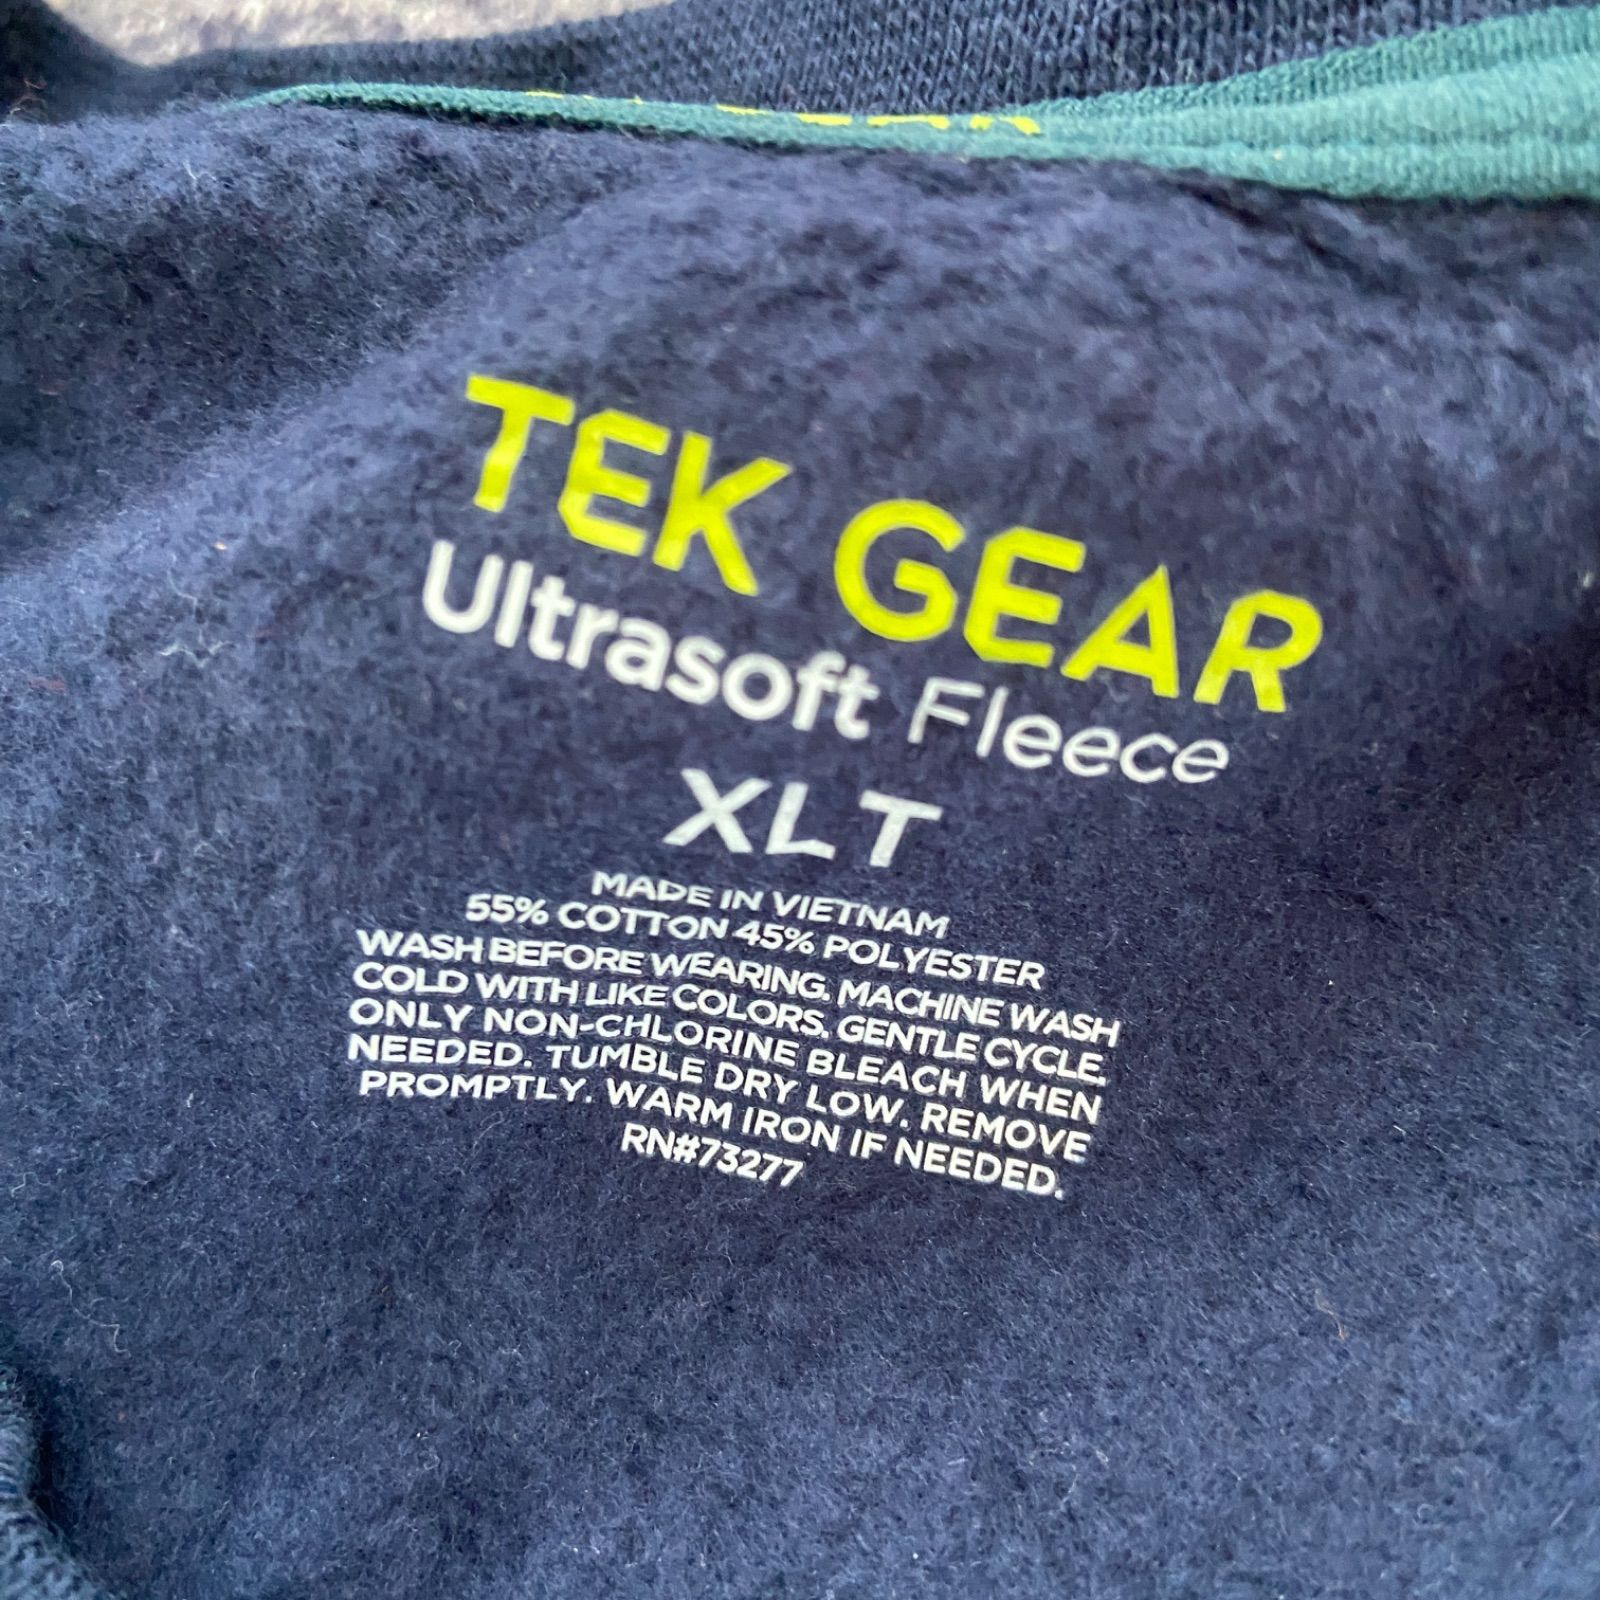 TEK GEAR
Ultrasoft Fleece
XLT
MADE IN VIETNAM
55% COTTON 45% POLYESTER
WASH BEFORE WEARING. MACHINE WASH
COLD WITH LIKE COLORS. GENTLE CYCLE.
ONLY NON-CHLORINE BLEACH WHEN
NEEDED. TUMBLE DRY LOW. REMOVE
PROMPTLY. WARM IRON IF NEEDED.
RN#73277